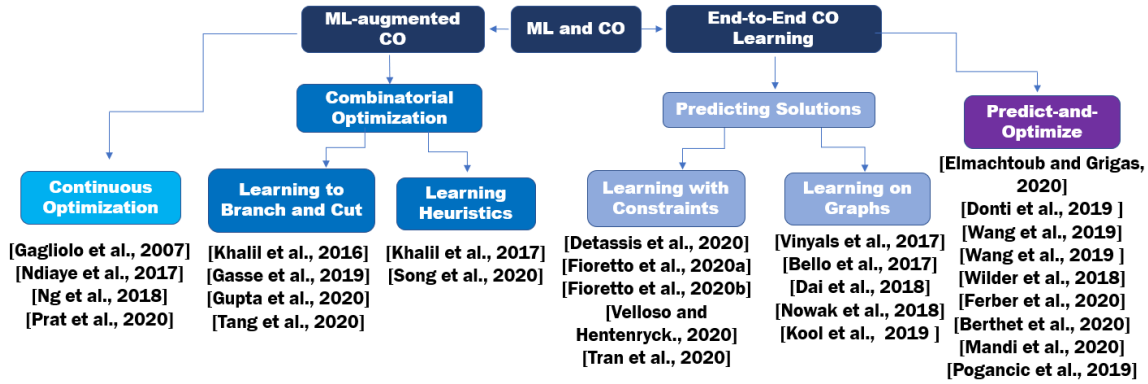 ML-augmented
CO
ML and CO
End-to-End CO
Learning
Combinatorial
Optimization
Predicting Solutions
Predict-and-
Optimize
Continuous
Optimization
Learning to
Branch and Cut
Learning
Heuristics
Learning with
Constraints
Learning on
Graphs
[Gagliolo et al., 2007]
[Ndiaye et al., 2017]
[Ng et al., 2018]
[Prat et al., 2020]
[Khalil et al., 2016]
[Gasse et al., 2019]
[Gupta et al., 2020]
[Tang et al., 2020]
[Khalil et al., 2017]
[Song et al., 2020]
[Detassis et al., 2020]
[Fioretto et al., 2020a]
[Fioretto et al., 2020b]
[Velloso and
Hentenryck., 2020]
[Tran et al., 2020]
[Vinyals et al., 2017]
[Bello et al., 2017]
[Dai et al., 2018]
[Nowak et al., 2018]
[Kool et al., 2019 ]
[Elmachtoub and Grigas,
2020]
[Donti et al., 2019 ]
[Wang et al., 2019]
[Wang et al., 2019 ]
[Wilder et al., 2018]
[Ferber et al., 2020]
[Berthet et al., 2020]
[Mandi et al., 2020]
[Pogancic et al., 2019]